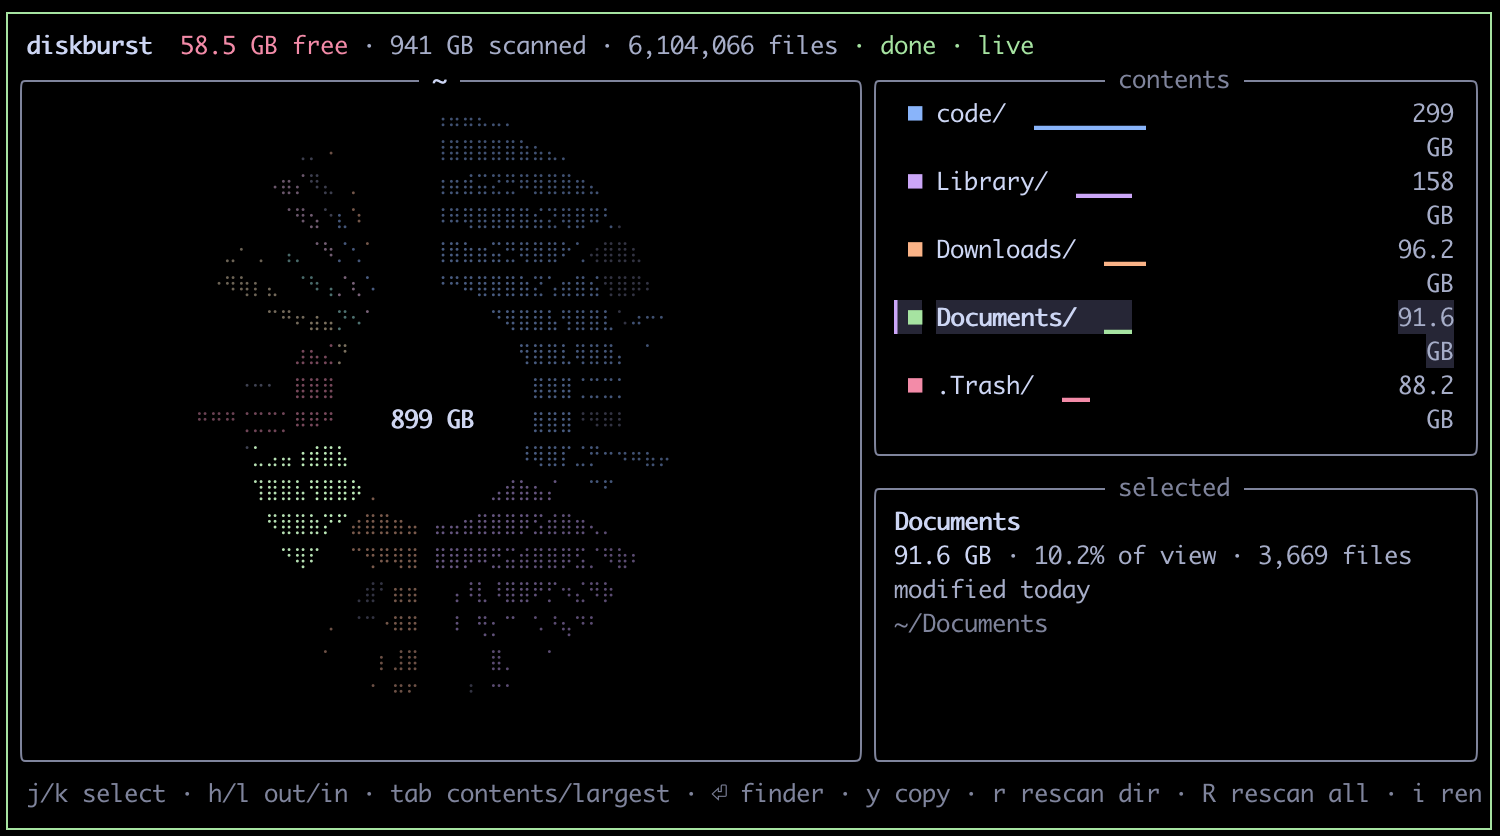 diskburst 58.5 GB free · 941 GB scanned · 6,104,066 files · done · live
~
899 GB
contents
code/ 299 GB
Library/ 158 GB
Downloads/ 96.2 GB
Documents/ 91.6 GB
.Trash/ 88.2 GB
selected
Documents
91.6 GB · 10.2% of view · 3,669 files
modified today
~/Documents
j/k select · h/l out/in · tab contents/largest · ⏎ finder · y copy · r rescan dir · R rescan all · i ren